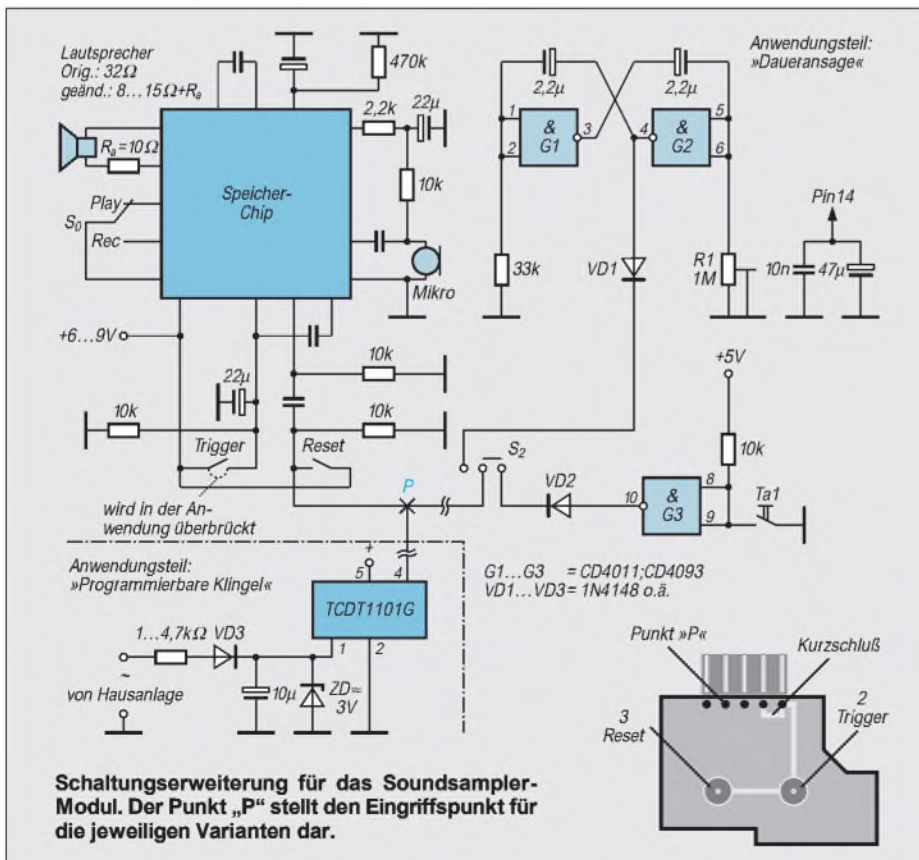 Lautsprecher
Orig.: 32Ω
geänd.: 8...15Ω+Ra
470k
Anwendungsteil:
»Daueransage«
2,2µ
2,2µ
2,2k
22µ
1
2
&
G1
3
4
&
G2
5
6
Ra=10Ω
Speicher-
Chip
10k
Play
S0
Rec
Mikro
Pin14
33k
VD1
R1
1M
10n
47µ
+6...9V
22µ
10k
10k
10k
+5V
10k
Trigger
Reset
S2
VD2
10
&
G3
8
9
Ta1
P
wird in der An-
wendung überbrückt
Anwendungsteil:
»Programmierbare Klingel«
+
5
4
TCDT1101G
1
2
G1...G3 = CD4011;CD4093
VD1...VD3= 1N4148 o.ä.
1...4,7kΩ
VD3
~
von Hausanlage
10µ
ZD≈
3V
Punkt »P«
Kurzschluß
3
Reset
2
Trigger
Schaltungserweiterung für das Soundsampler-
Modul. Der Punkt „P“ stellt den Eingriffspunkt für
die jeweiligen Varianten dar.